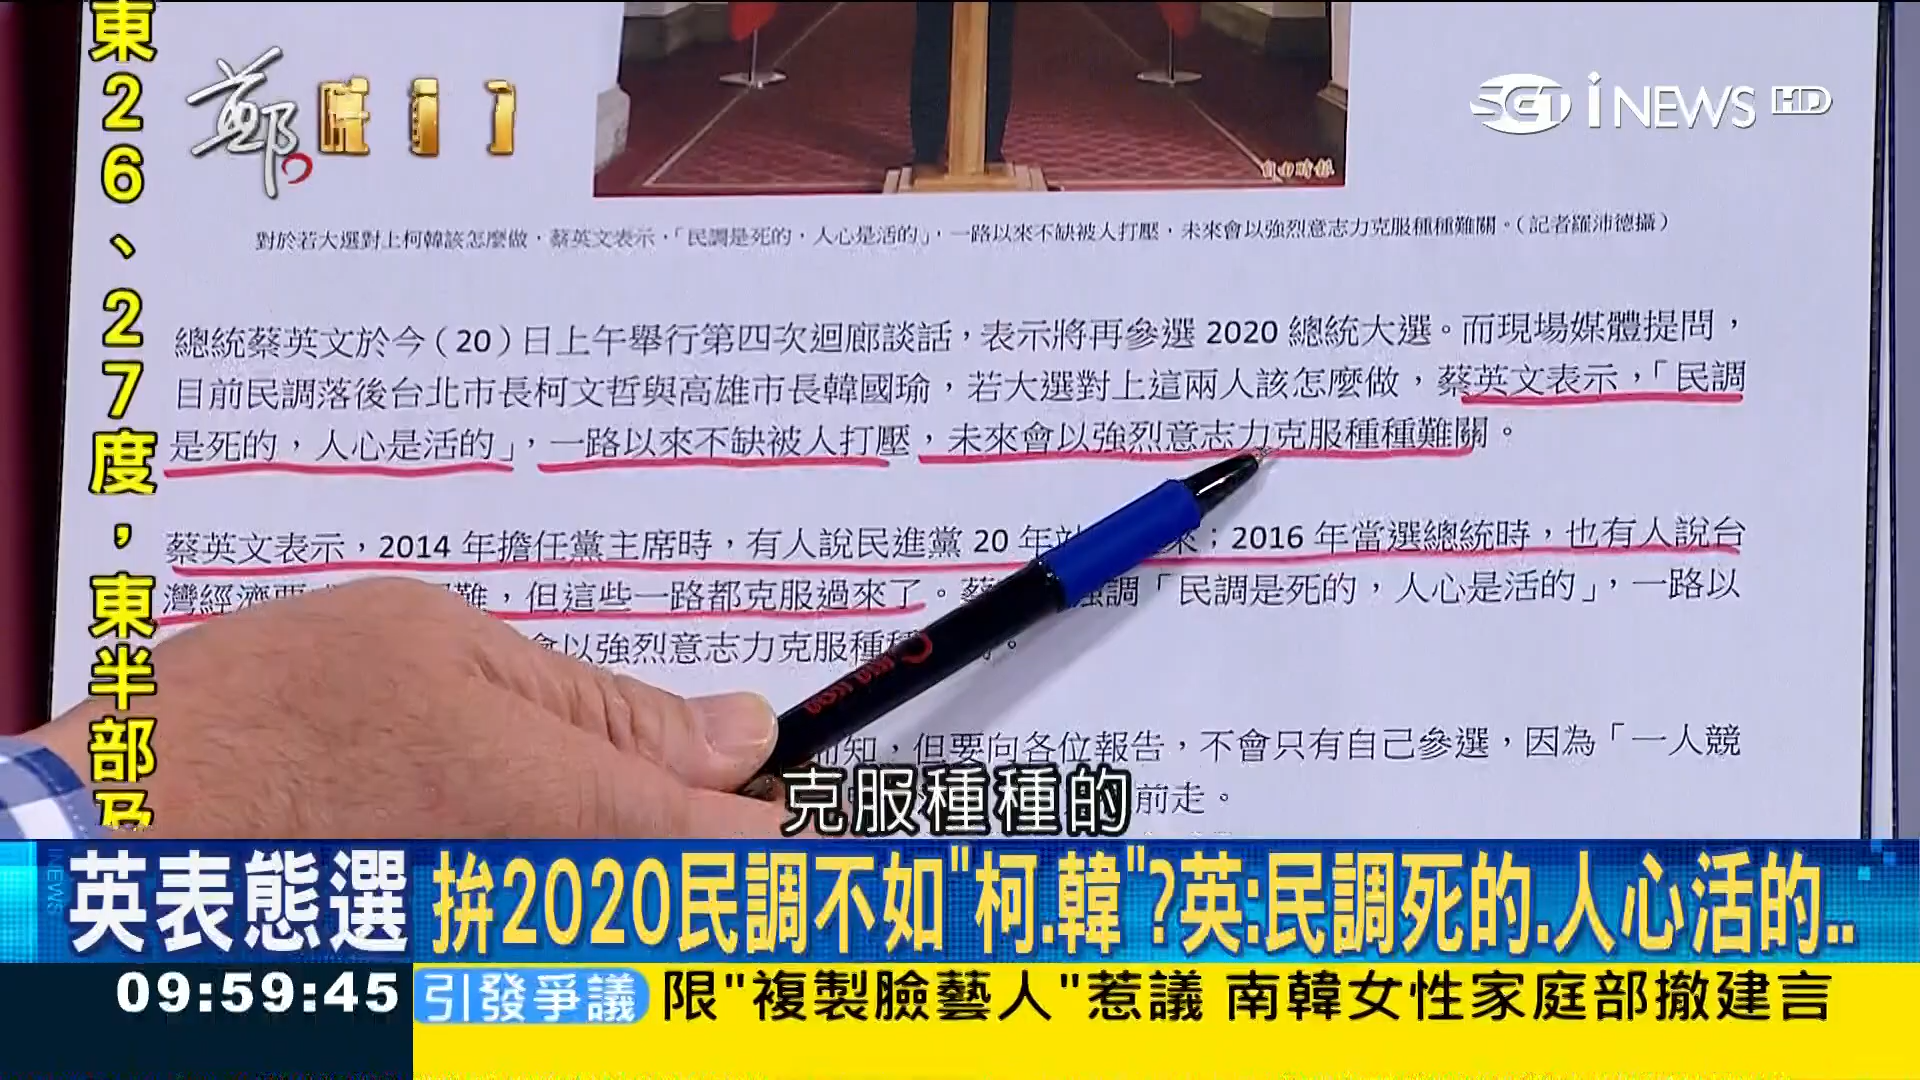 東26、27度，東半部及
鄭
SET iNEWS HD
自由時報
對於若大選對上柯韓該怎麼做，蔡英文表示，「民調是死的，人心是活的」，一路以來不缺被人打壓，未來會以強烈意志力克服種種難關。（記者羅沛德攝）
總統蔡英文於今（20）日上午舉行第四次迴廊談話，表示將再參選 2020 總統大選。而現場媒體提問，
目前民調落後台北市長柯文哲與高雄市長韓國瑜，若大選對上這兩人該怎麼做，蔡英文表示，「民調
是死的，人心是活的」，一路以來不缺被人打壓，未來會以強烈意志力克服種種難關。
蔡英文表示，2014 年擔任黨主席時，有人說民進黨 20 年 來；2016 年當選總統時，也有人說台
灣經濟 難，但這些一路都克服過來了。蔡 強調「民調是死的，人心是活的」，一路以
會以強烈意志力克服種 。
而知，但要向各位報告，不會只有自己參選，因為「一人競
前走。
克服種種的
iNEWS
英表態選 拚2020民調不如"柯.韓"?英:民調死的.人心活的..
09:59:45 引發爭議 限"複製臉藝人"惹議 南韓女性家庭部撤建言